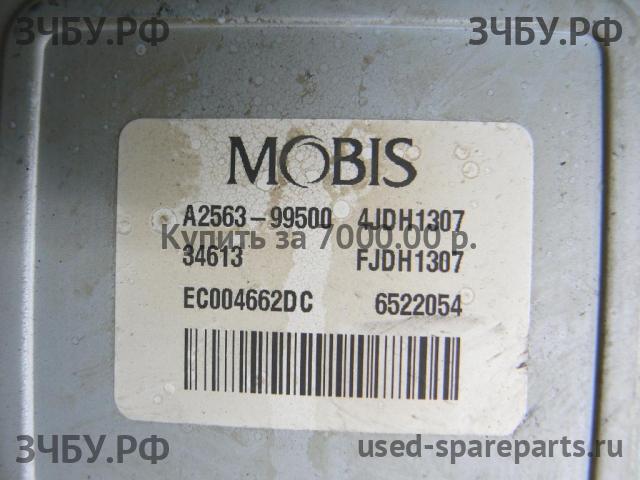 ЗЧБУ.РФ ЗЧБУ.РФ
MOBIS
A2563-99500 4JDH1307
Купить за 7000.00 р.
34613 FJDH1307
EC004662DC 6522054
ЗЧБУ.РФ used-spareparts.ru